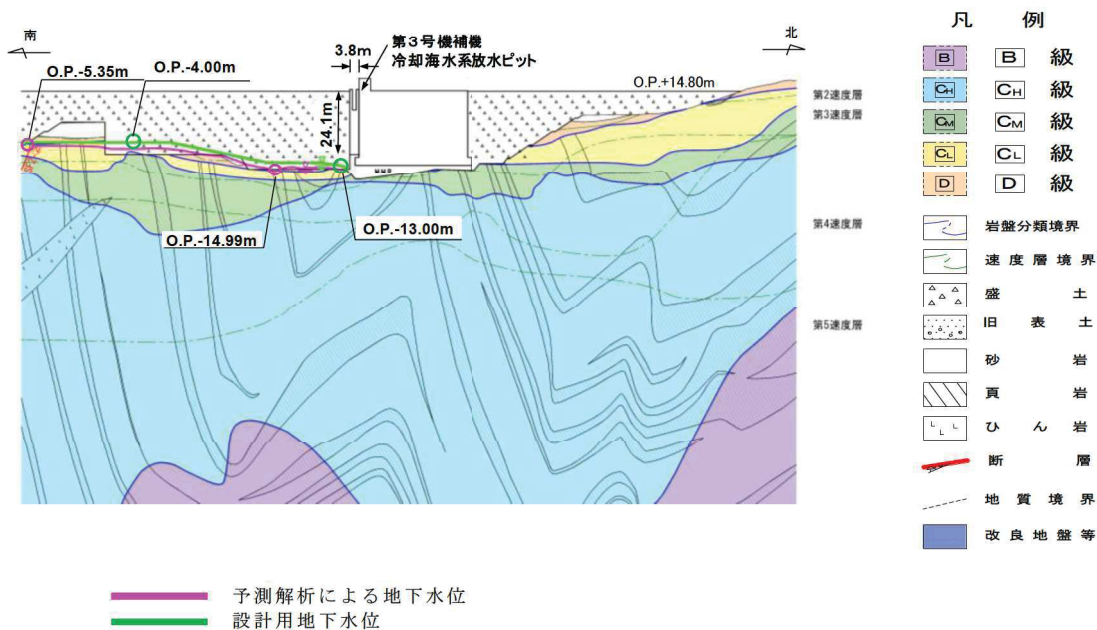 凡 例
南
北
3.8m
第3号機補機
冷却海水系放水ピット
O.P.-5.35m
O.P.-4.00m
O.P.+14.80m
24.1m
O.P.-14.99m
O.P.-13.00m
第2速度層
第3速度層
第4速度層
第5速度層
B B 級
CH CH 級
CM CM 級
CL CL 級
D D 級
岩盤分類境界
速度層境界
盛 土
旧 表 土
砂 岩
頁 岩
ひ ん 岩
断 層
地 質 境 界
改 良 地 盤 等
予測解析による地下水位
設計用地下水位